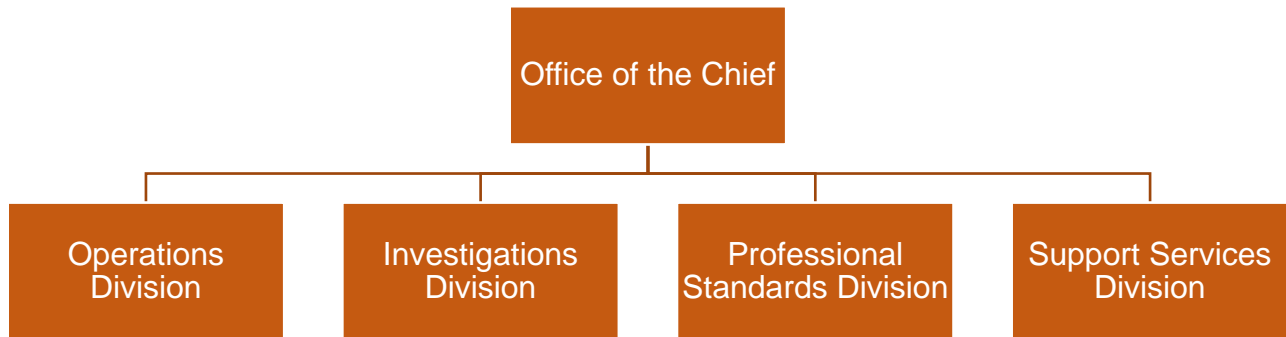 Office of the Chief
Operations
Division
Investigations
Division
Professional
Standards Division
Support Services
Division